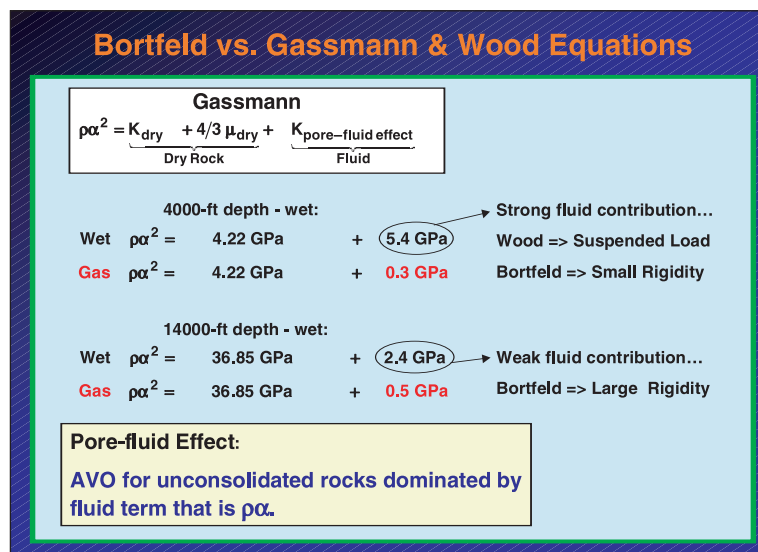 Bortfeld vs. Gassmann & Wood Equations
Gassmann
ρα² = K_dry + 4/3 μ_dry + K_pore–fluid effect
Dry Rock Fluid
4000-ft depth - wet:
Wet ρα² = 4.22 GPa + 5.4 GPa
Gas ρα² = 4.22 GPa + 0.3 GPa
Strong fluid contribution…
Wood => Suspended Load
Bortfeld => Small Rigidity
14000-ft depth - wet:
Wet ρα² = 36.85 GPa + 2.4 GPa
Gas ρα² = 36.85 GPa + 0.5 GPa
Weak fluid contribution…
Bortfeld => Large Rigidity
Pore-fluid Effect:
AVO for unconsolidated rocks dominated by
fluid term that is ρα.